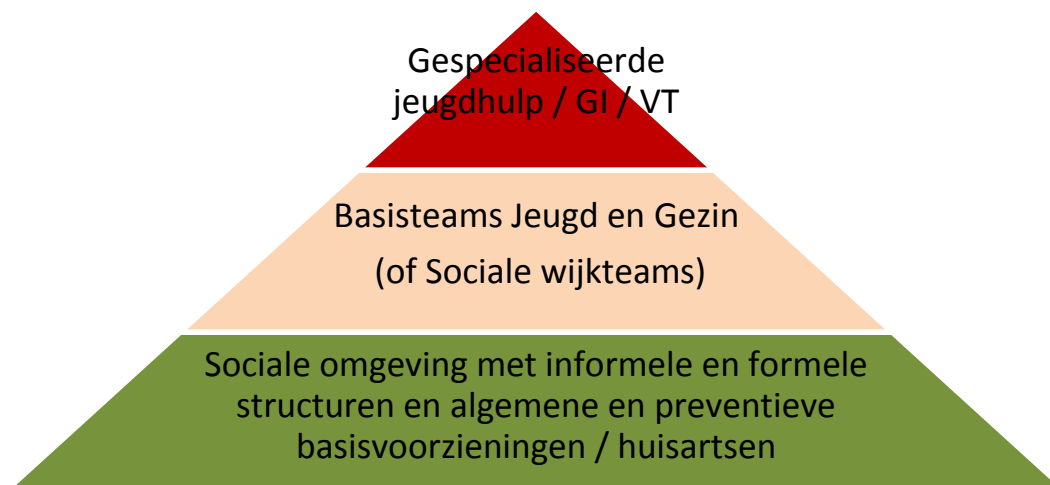 Gespecialiseerde
jeugdhulp / GI / VT
Basisteams Jeugd en Gezin
(of Sociale wijkteams)
Sociale omgeving met informele en formele
structuren en algemene en preventieve
basisvoorzieningen / huisartsen